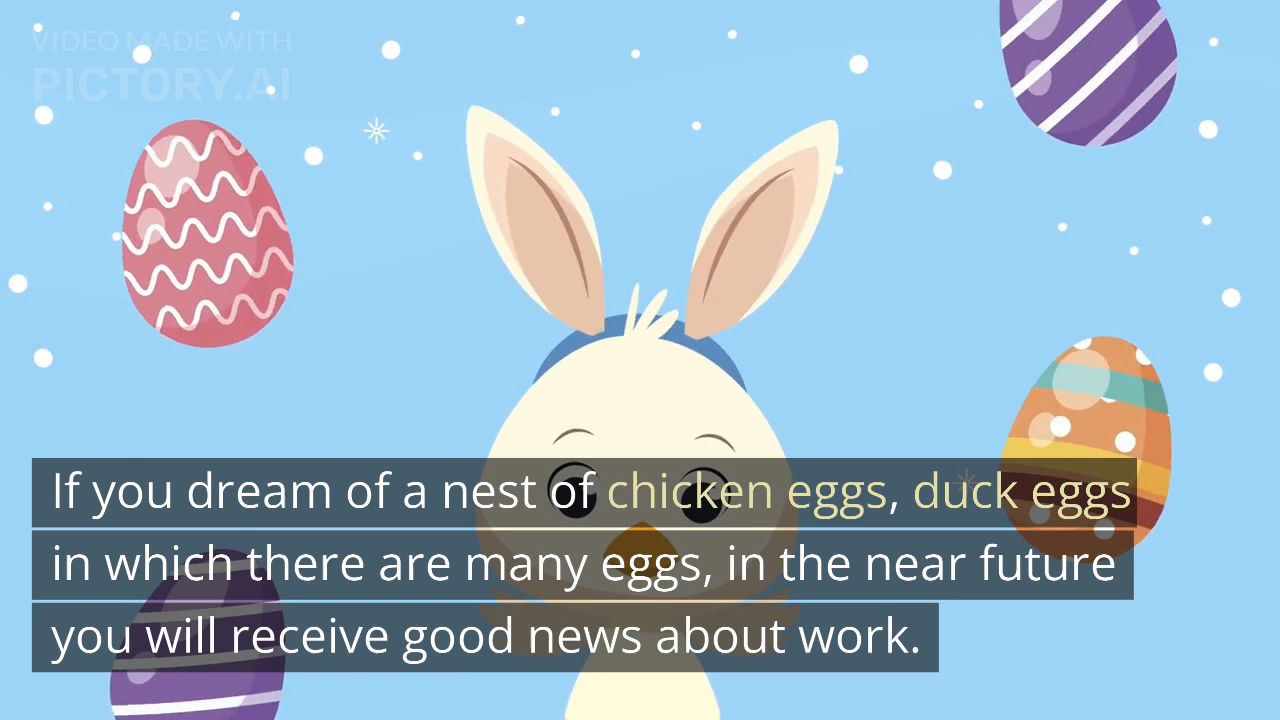 VIDEO MADE WITH
PICTORY.AI
If you dream of a nest of chicken eggs, duck eggs
in which there are many eggs, in the near future
you will receive good news about work.